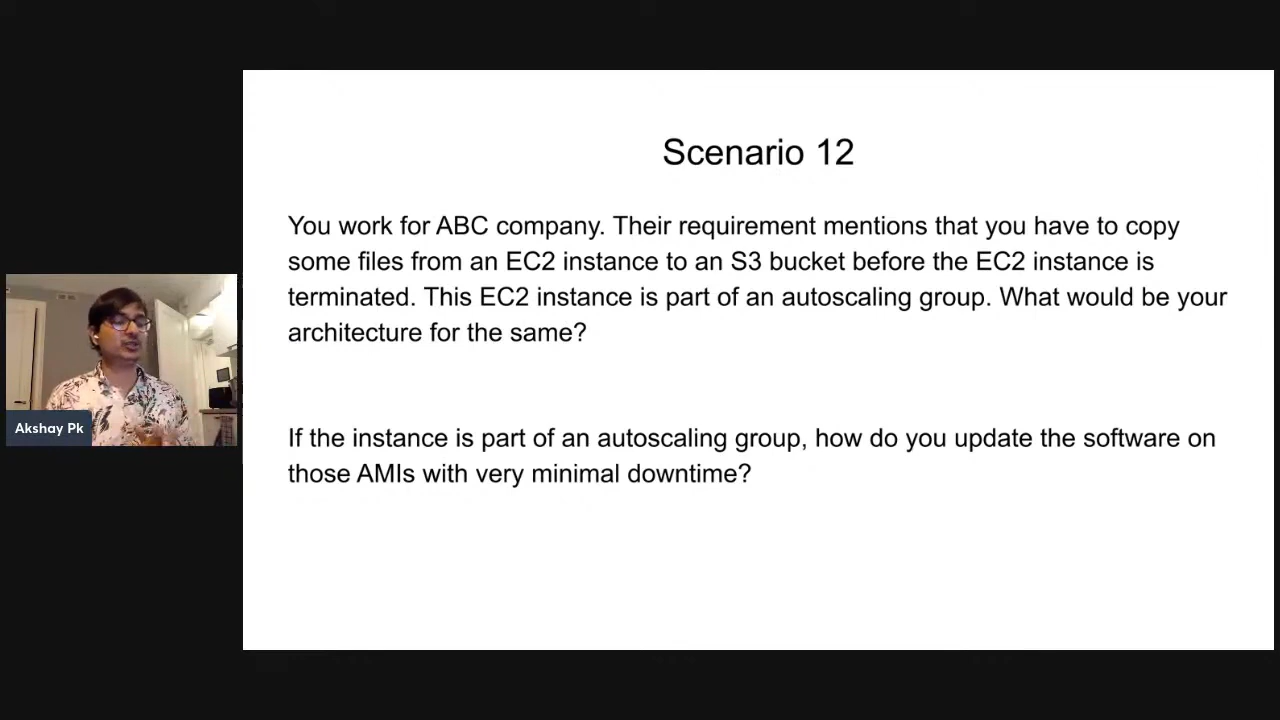 Scenario 12
You work for ABC company. Their requirement mentions that you have to copy
some files from an EC2 instance to an S3 bucket before the EC2 instance is
terminated. This EC2 instance is part of an autoscaling group. What would be your
architecture for the same?
If the instance is part of an autoscaling group, how do you update the software on
those AMIs with very minimal downtime?
Akshay Pk